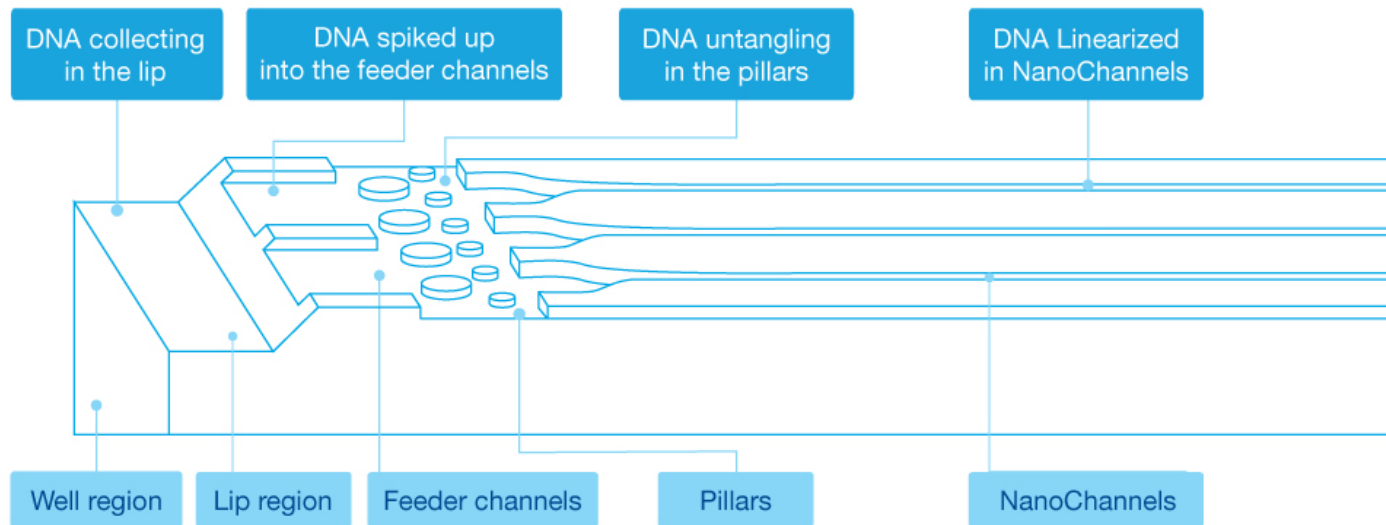 DNA collecting
in the lip
DNA spiked up
into the feeder channels
DNA untangling
in the pillars
DNA Linearized
in NanoChannels
Well region
Lip region
Feeder channels
Pillars
NanoChannels